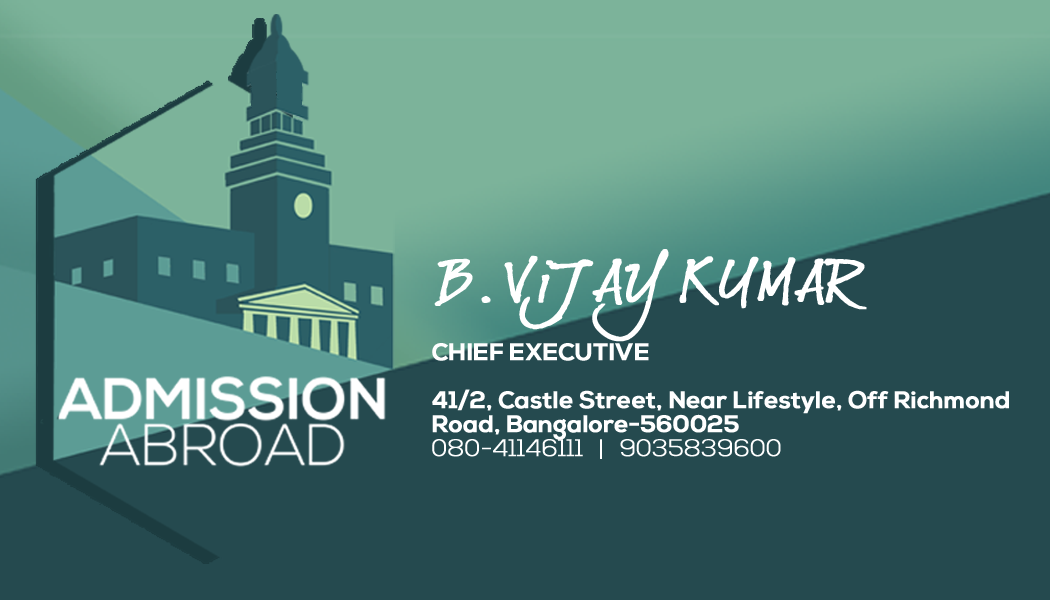 ADMISSION
ABROAD
B. ViJAY KUMAR
CHIEF EXECUTIVE
41/2, Castle Street, Near Lifestyle, Off Richmond
Road, Bangalore-560025
080-41146111 | 9035839600